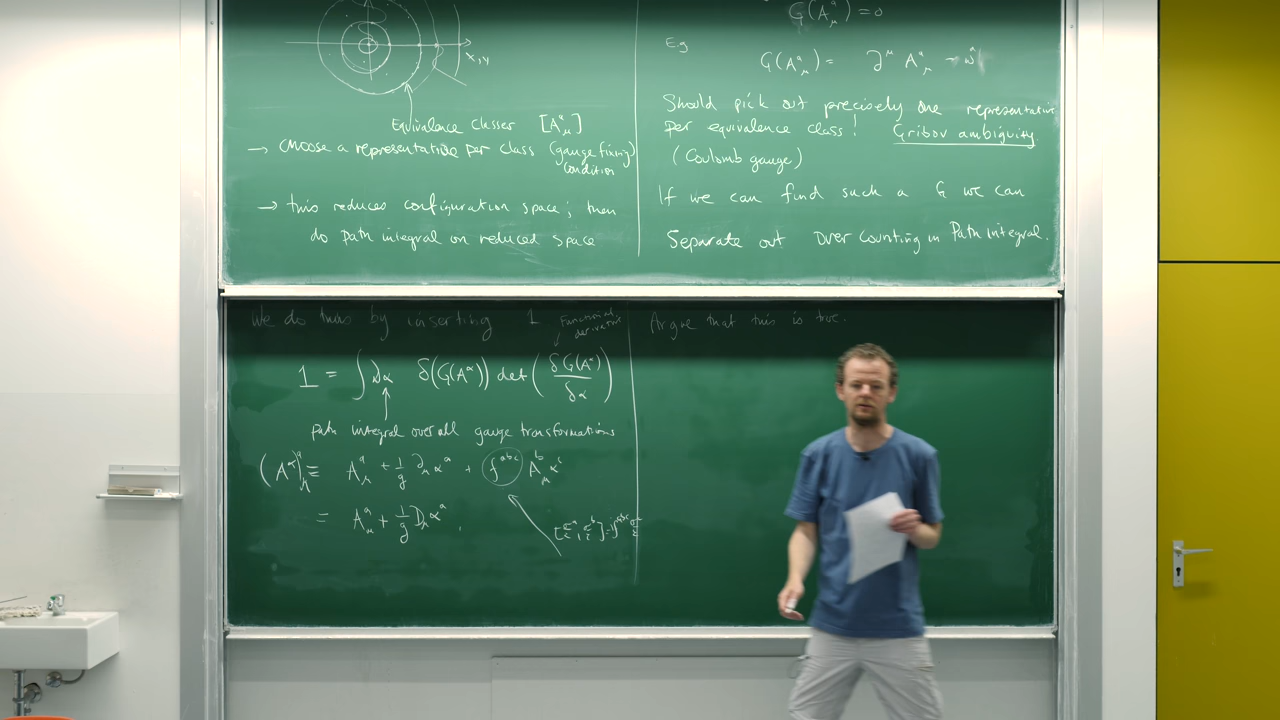 x,y
Equivalence Classes [A^a_μ]
→ Choose a representative per class (gauge fixing) condition
→ this reduces configuration space; then
do path integral on reduced space
G(A^a_μ) = 0
Eg
G(A^a_μ) = ∂^μ A^a_μ
Should pick out precisely one representative
per equivalence class! Gribov ambiguity.
(Coulomb gauge)
If we can find such a G we can
Separate out Over counting in Path integral.
We do this by inserting 1
Functional derivative
1 = ∫ Dα δ(G(A^α)) det(δG(A^α)/δα)
path integral over all gauge transformations
(A^α)^a_μ = A^a_μ + 1/g ∂_μ α^a + f^{abc} A^b_μ α^c
= A^a_μ + 1/g D_μ α^a.
Argue that this is true.